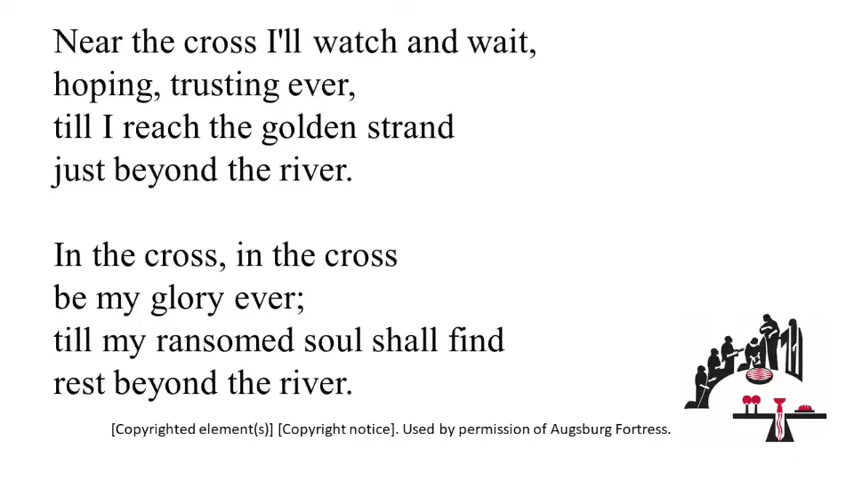 Near the cross I'll watch and wait,
hoping, trusting ever,
till I reach the golden strand
just beyond the river.
In the cross, in the cross
be my glory ever;
till my ransomed soul shall find
rest beyond the river.
[Copyrighted element(s)] [Copyright notice]. Used by permission of Augsburg Fortress.